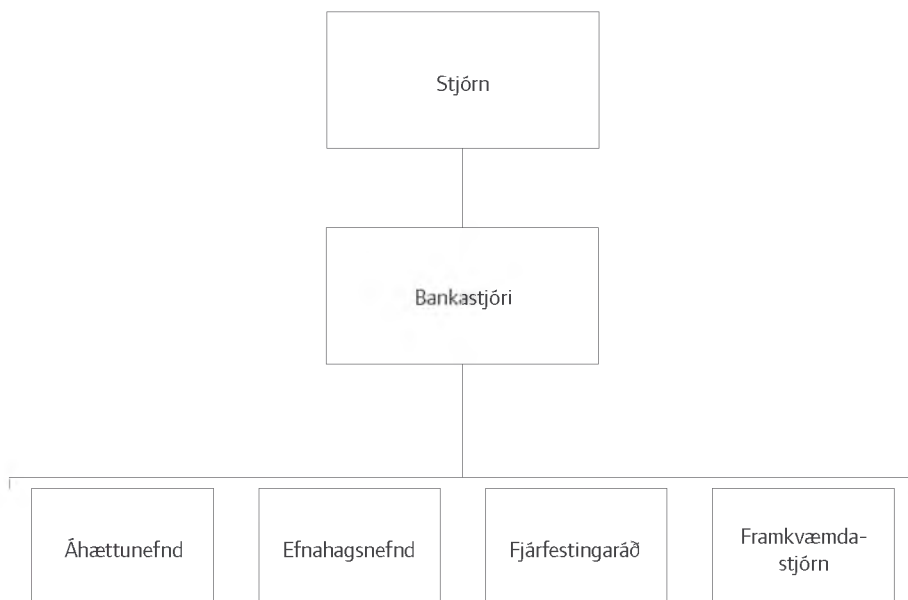 Stjórn
Bankastjóri
Áhættunefnd
Efnahagsnefnd
Fjárfestingaráð
Framkvæmda-
stjórn